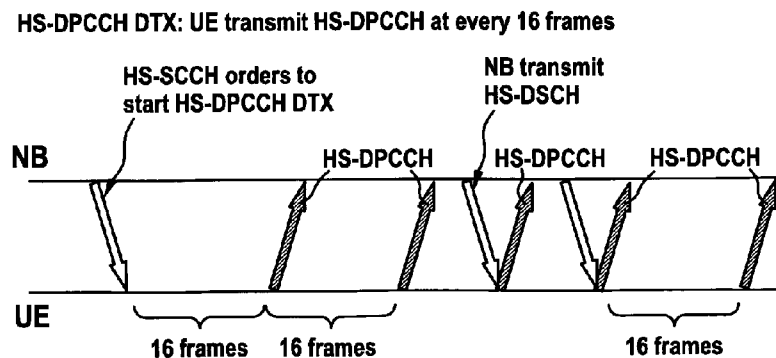 HS-DPCCH DTX: UE transmit HS-DPCCH at every 16 frames
HS-SCCH orders to
start HS-DPCCH DTX
NB transmit
HS-DSCH
NB
HS-DPCCH
HS-DPCCH
HS-DPCCH
UE
16 frames
16 frames
16 frames